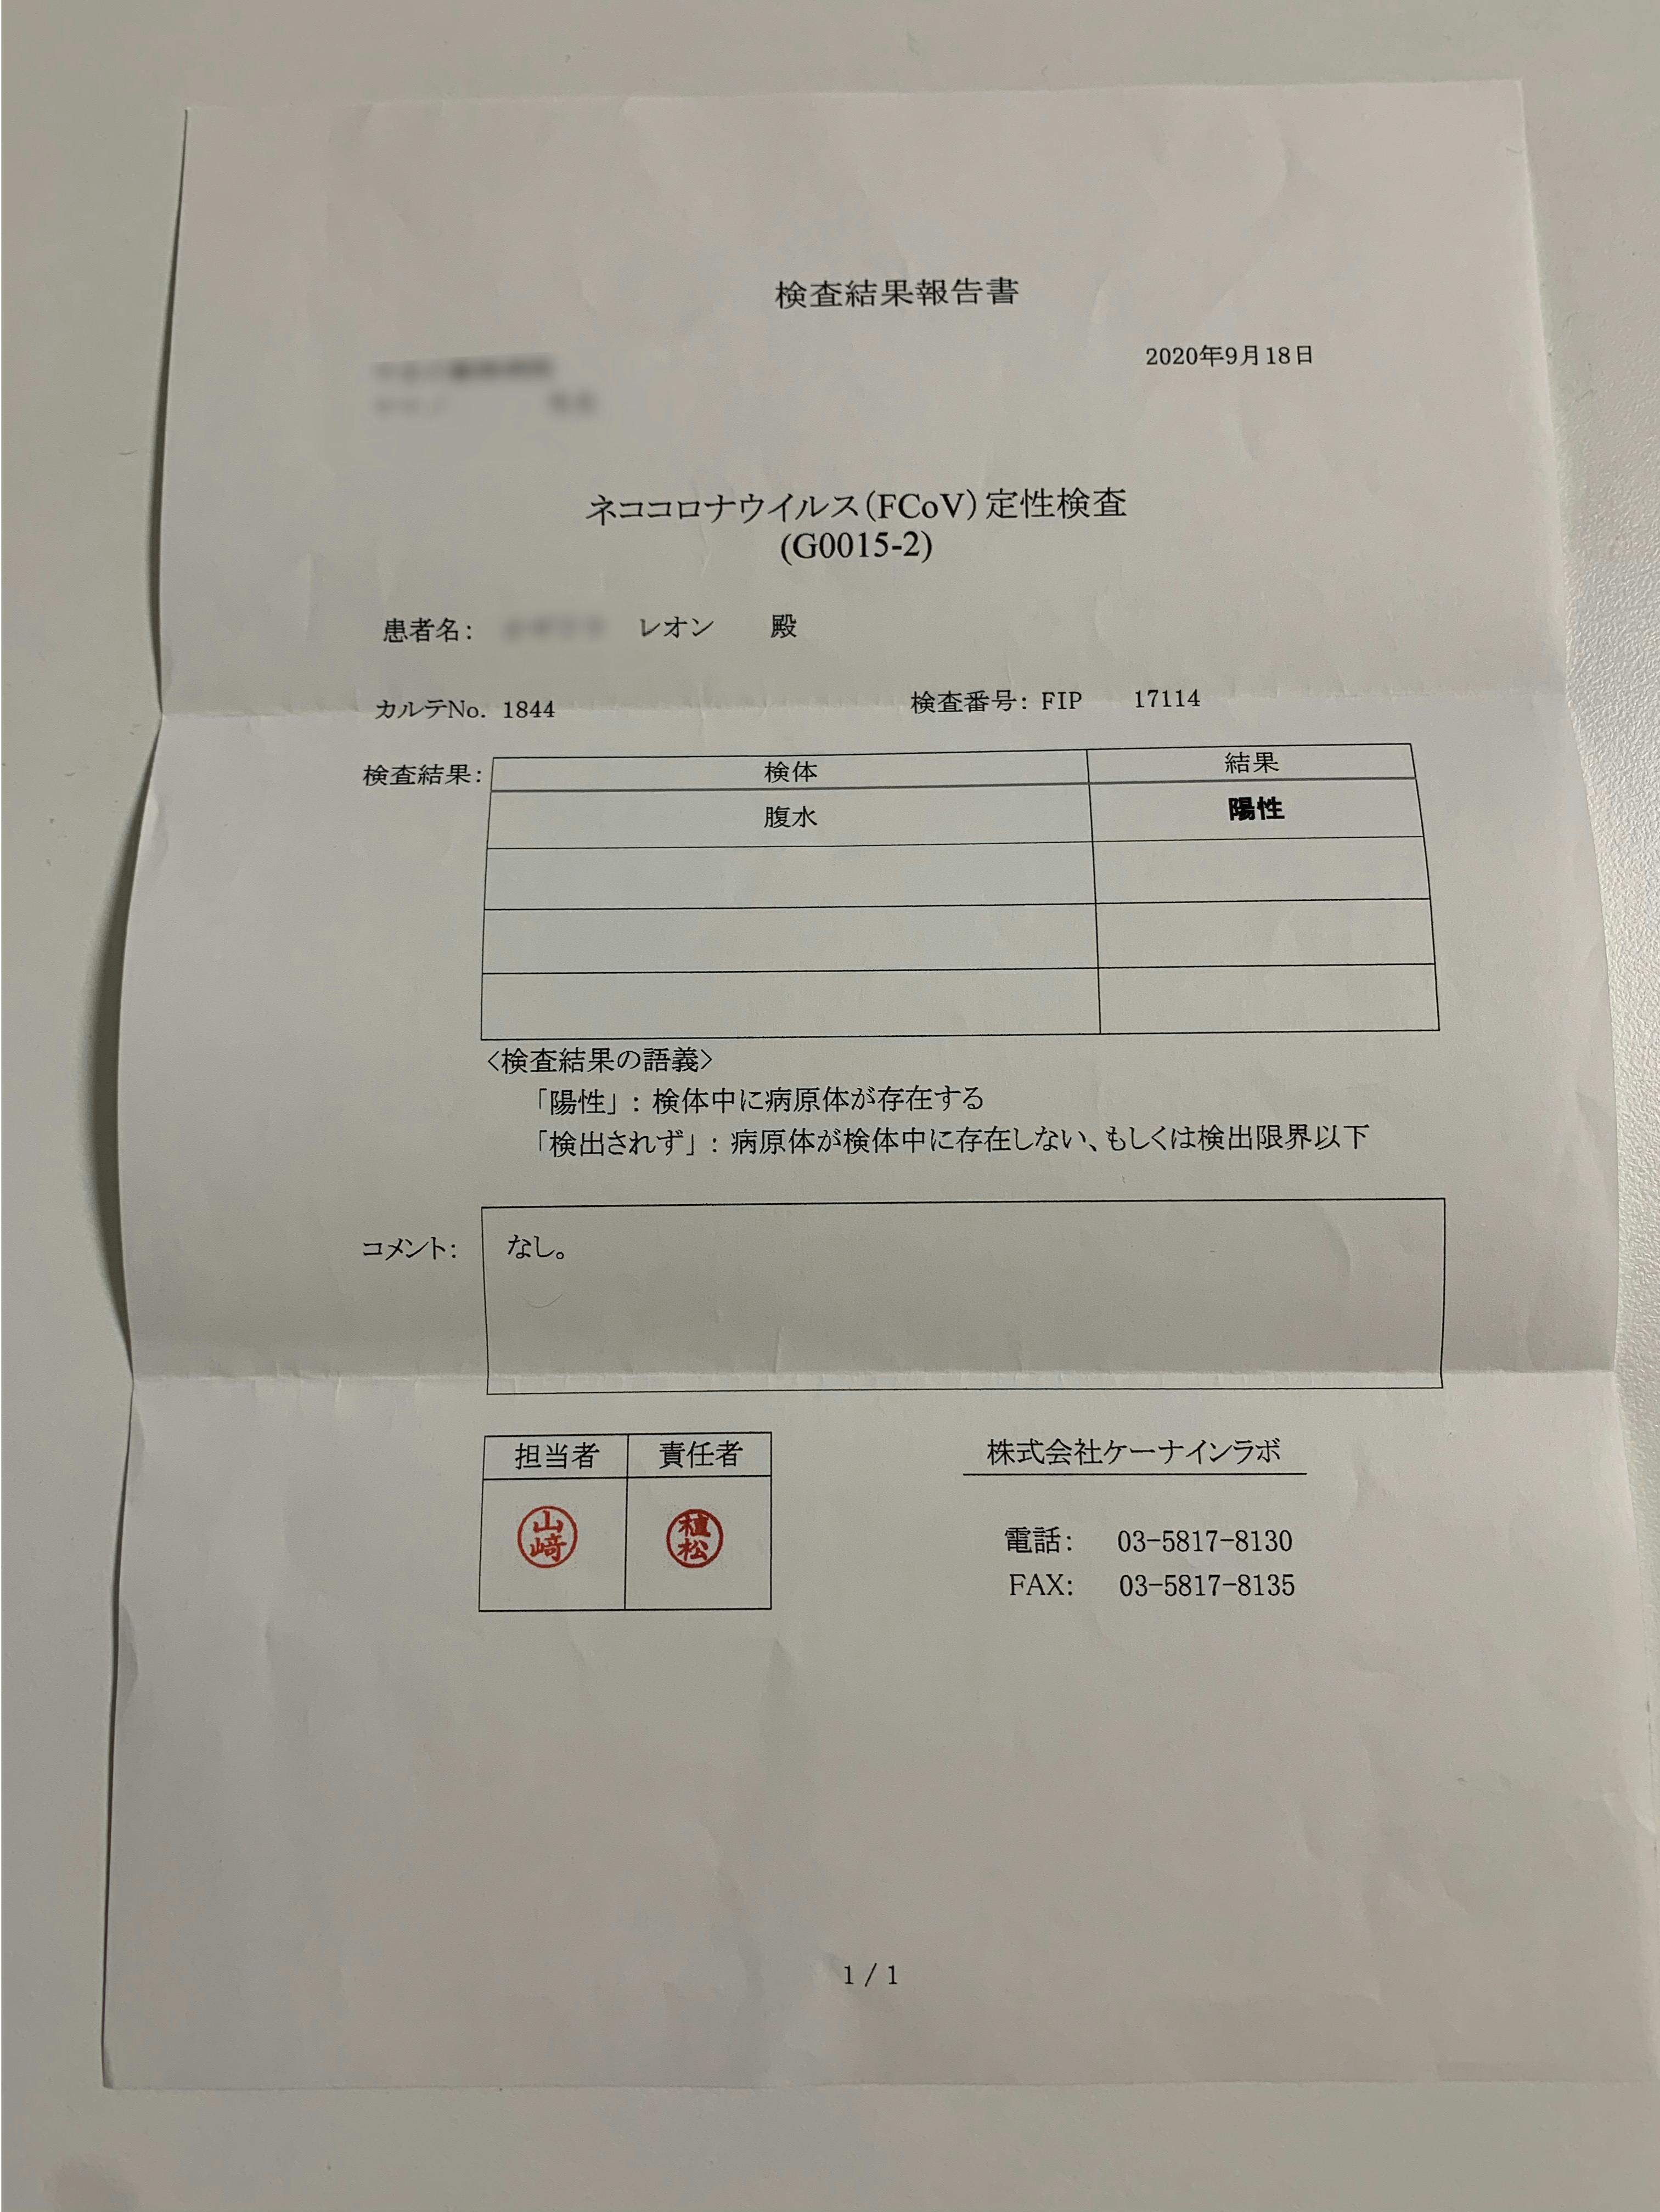 検査結果報告書
2020年9月18日
ネココロナウイルス(FCoV)定性検査
(G0015-2)
患者名: レオン 殿
カルテNo. 1844 検査番号: FIP 17114
検査結果: 検体 結果
腹水 陽性
<検査結果の語義>
「陽性」: 検体中に病原体が存在する
「検出されず」: 病原体が検体中に存在しない、もしくは検出限界以下
コメント: なし。
担当者 責任者
山﨑 植松
株式会社ケーナインラボ
電話: 03-5817-8130
FAX: 03-5817-8135
1 / 1